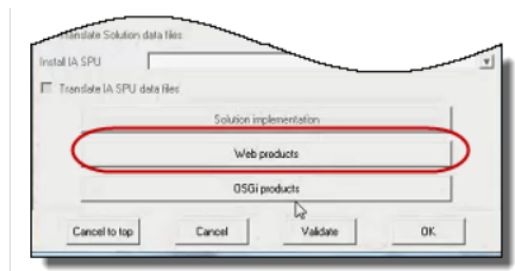 Translate Solution data files
Install IA SPU
Translate IA SPU data files
Solution implementation
Web products
OSGi products
Cancel to top Cancel Validate OK